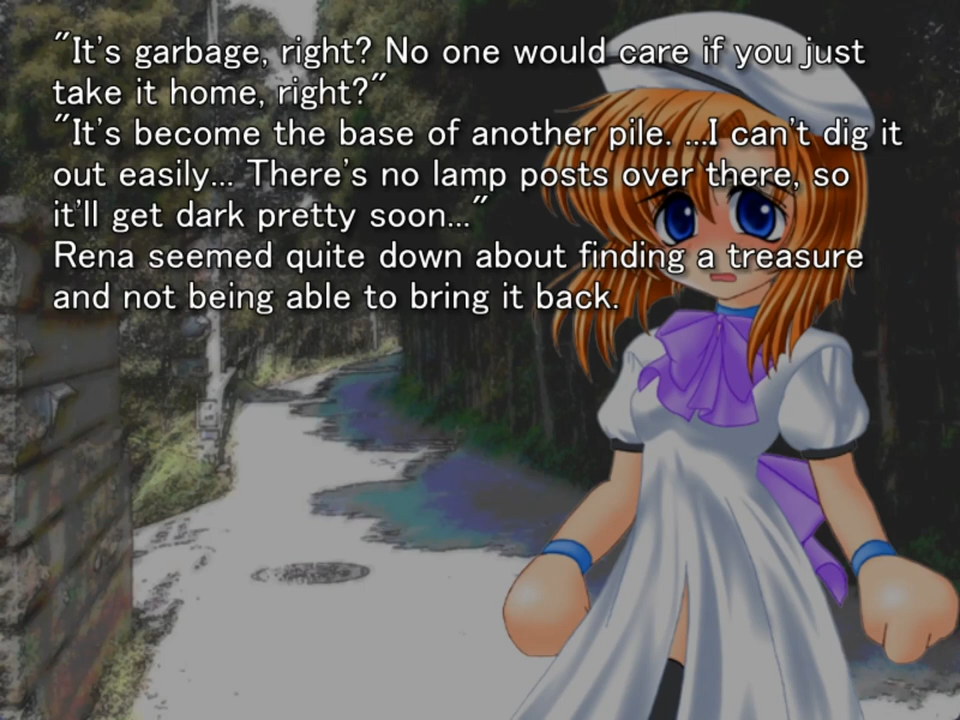 "It's garbage, right? No one would care if you just
take it home, right?"
"It's become the base of another pile. ...I can't dig it
out easily... There's no lamp posts over there, so
it'll get dark pretty soon..."
Rena seemed quite down about finding a treasure
and not being able to bring it back.